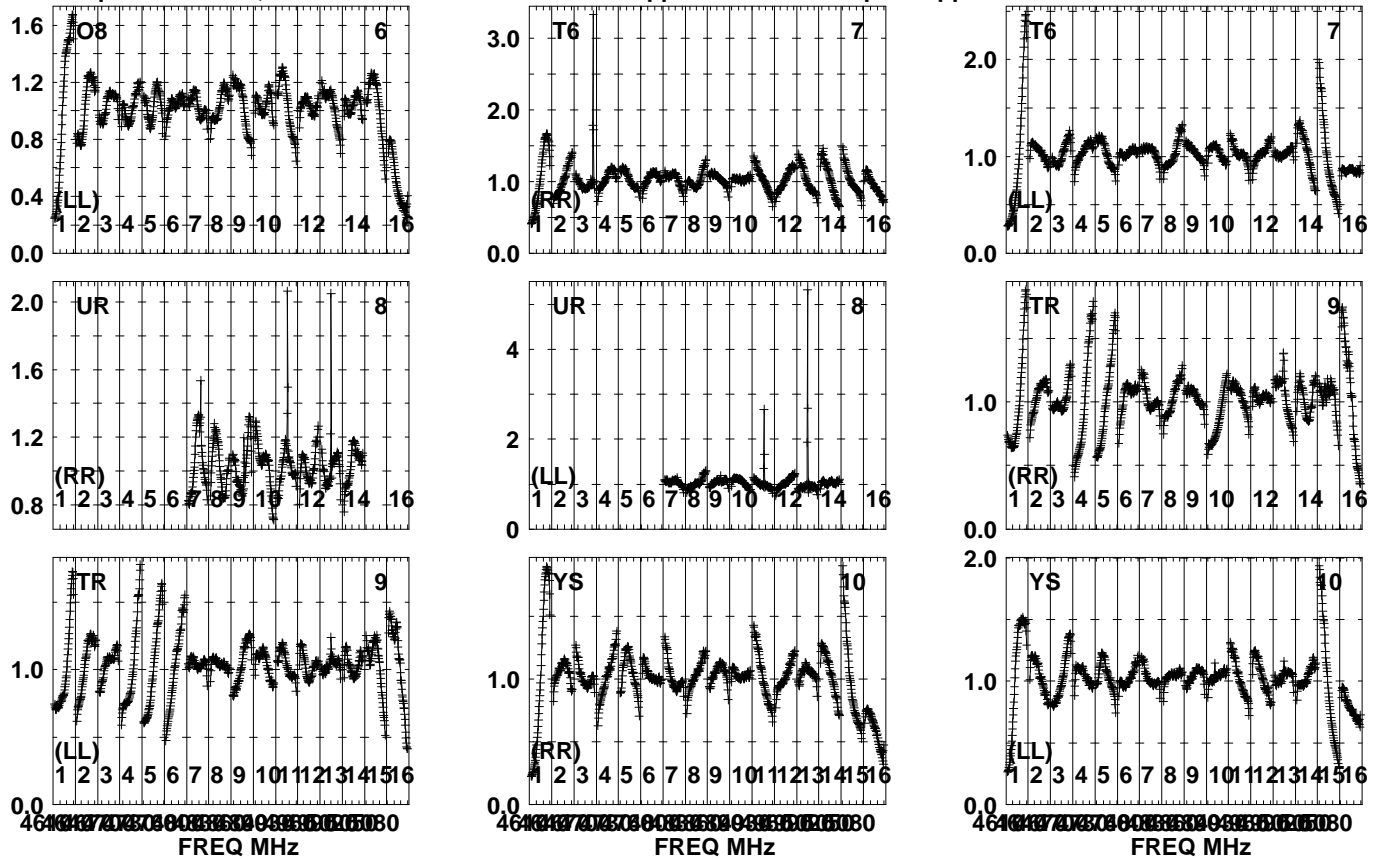 O8 6
1.6
1.2
0.8
0.4
0.0
(LL)
1 2 3 4 5 6 7 8 9 10 12 14 16
T6 7
3.0
2.0
1.0
0.0
(RR)
1 2 3 4 5 6 7 8 9 10 12 14 16
T6 7
2.0
1.0
0.0
(LL)
1 2 3 4 5 6 7 8 9 10 12 14 16
UR 8
2.0
1.6
1.2
0.8
(RR)
1 2 3 4 5 6 7 8 9 10 12 14 16
UR 8
4
2
0
(LL)
1 2 3 4 5 6 7 8 9 10 12 14 16
TR 9
1.0
0.0
(RR)
1 2 3 4 5 6 7 8 9 10 12 14 16
TR 9
1.0
0.0
(LL)
1 2 3 4 5 6 7 8 9 10 11 12 13 14 15 16
FREQ MHz
YS 10
1.0
0.0
(RR)
1 2 3 4 5 6 7 8 9 10 11 12 13 14 15 16
FREQ MHz
YS 10
2.0
1.0
0.0
(LL)
1 2 3 4 5 6 7 8 9 10 11 12 13 14 15 16
FREQ MHz